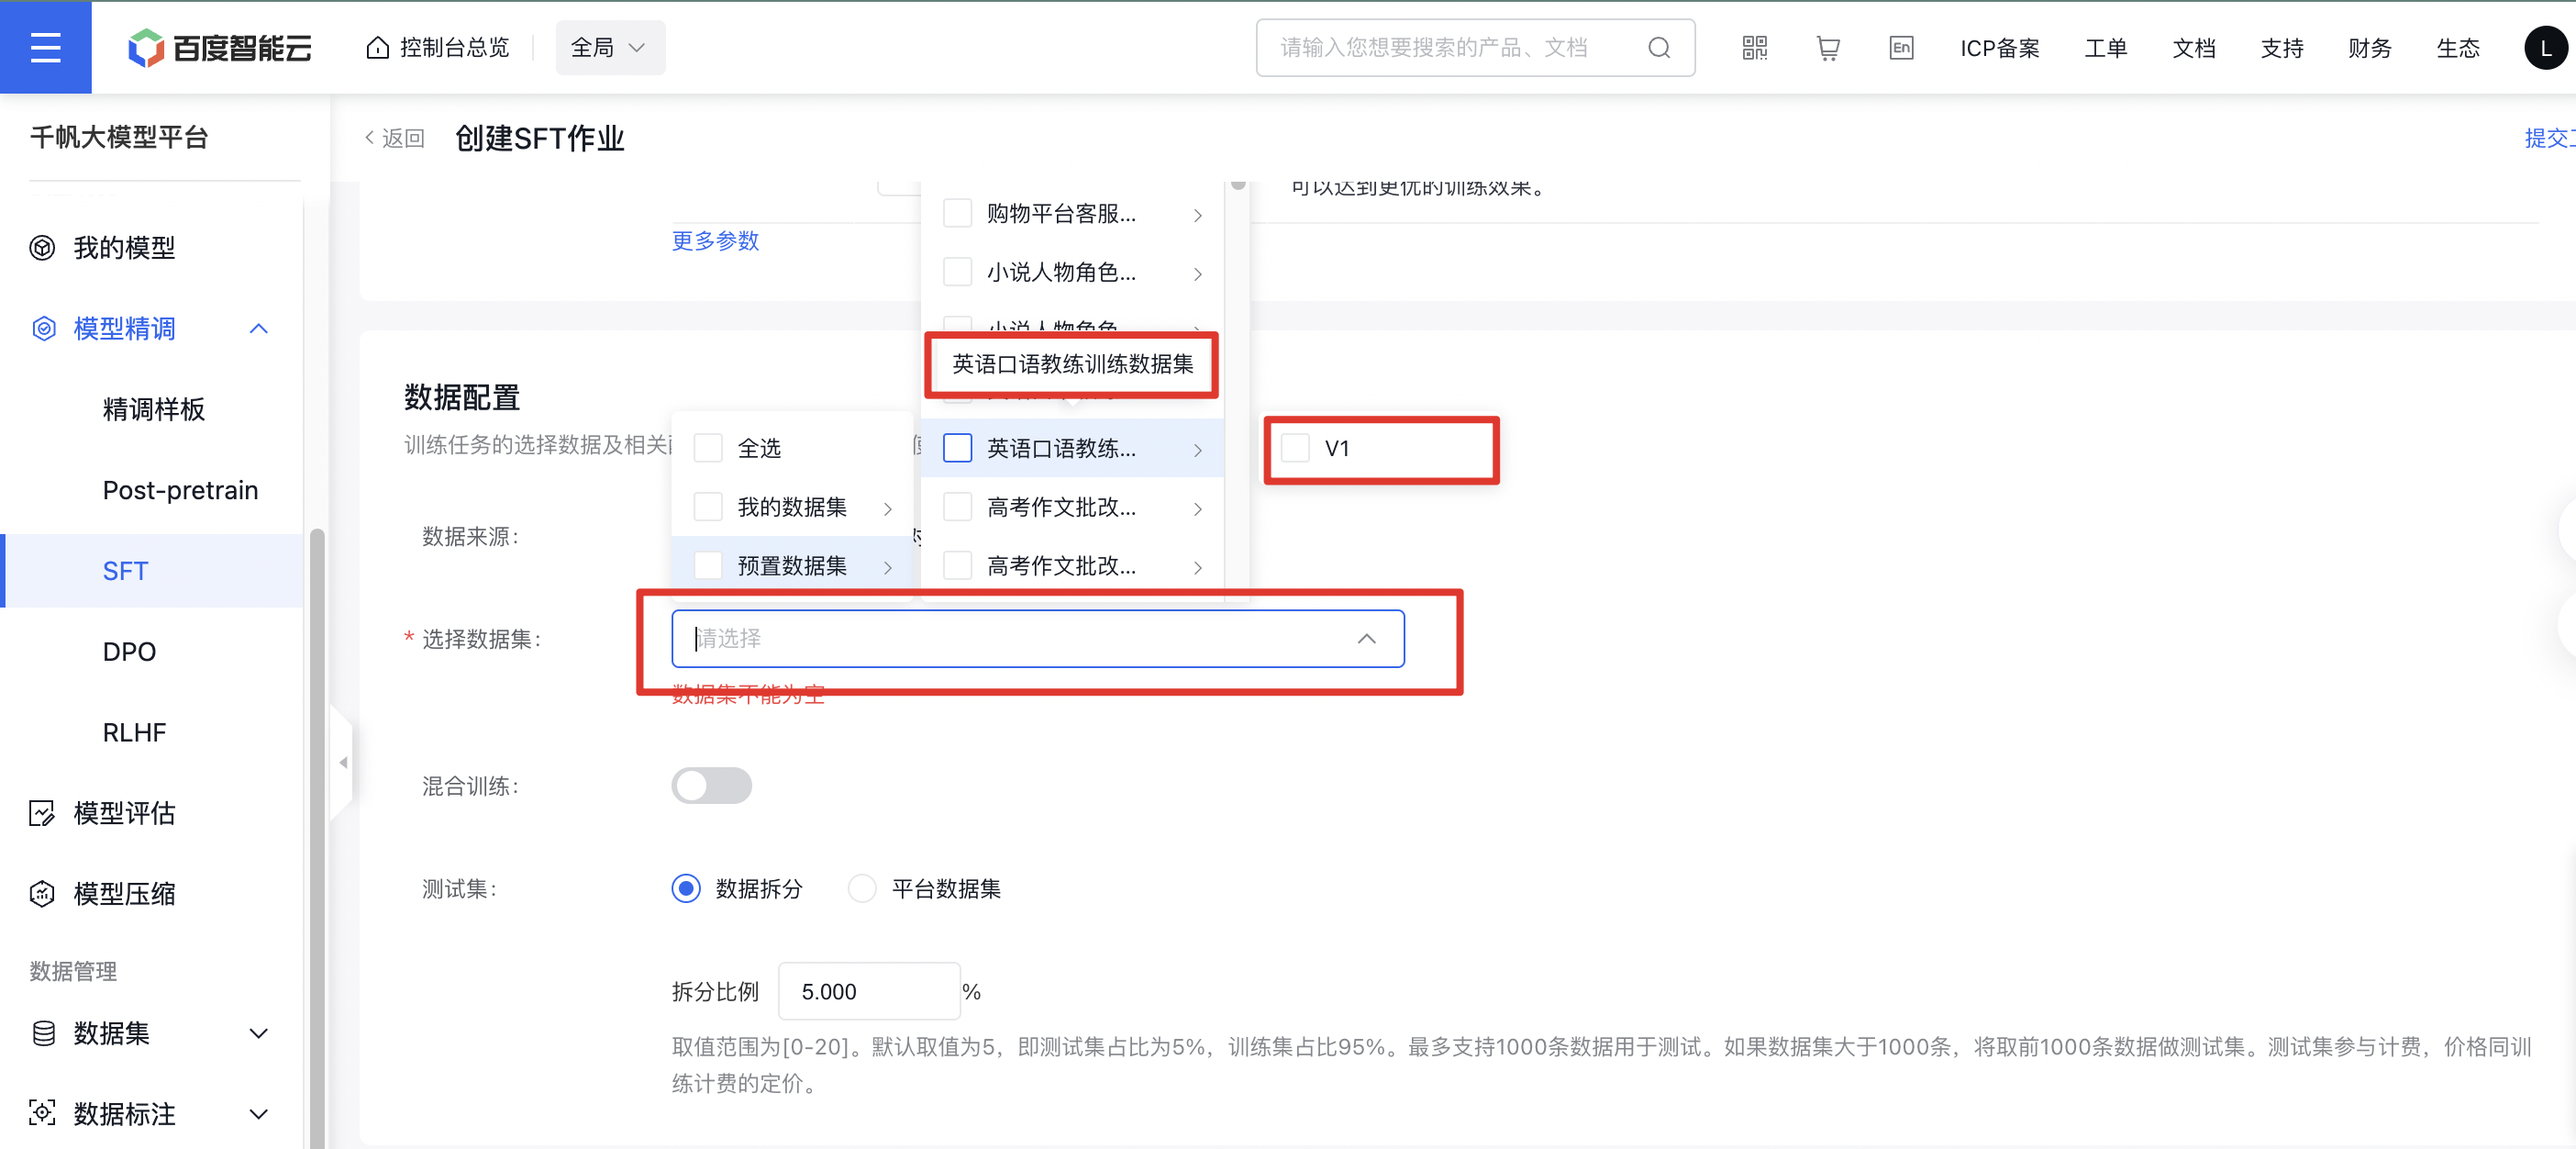 百度智能云
控制台总览
全局
请输入您想要搜索的产品、文档
En
ICP备案
工单
文档
支持
财务
生态
L
千帆大模型平台
返回
创建SFT作业
提交
我的模型
模型精调
精调样板
Post-pretrain
SFT
DPO
RLHF
模型评估
模型压缩
数据管理
数据集
数据标注
可以达到更优的训练效果。
更多参数
购物平台客服...
小说人物角色...
小说人物角色
英语口语教练训练数据集
数据配置
训练任务的选择数据及相关
全选
英语口语教练...
V1
我的数据集
高考作文批改...
数据来源：
预置数据集
高考作文批改...
* 选择数据集：
请选择
数据集不能为空
混合训练：
测试集：
数据拆分
平台数据集
拆分比例
5.000
%
取值范围为[0-20]。默认取值为5，即测试集占比为5%，训练集占比95%。最多支持1000条数据用于测试。如果数据集大于1000条，将取前1000条数据做测试集。测试集参与计费，价格同训
练计费的定价。